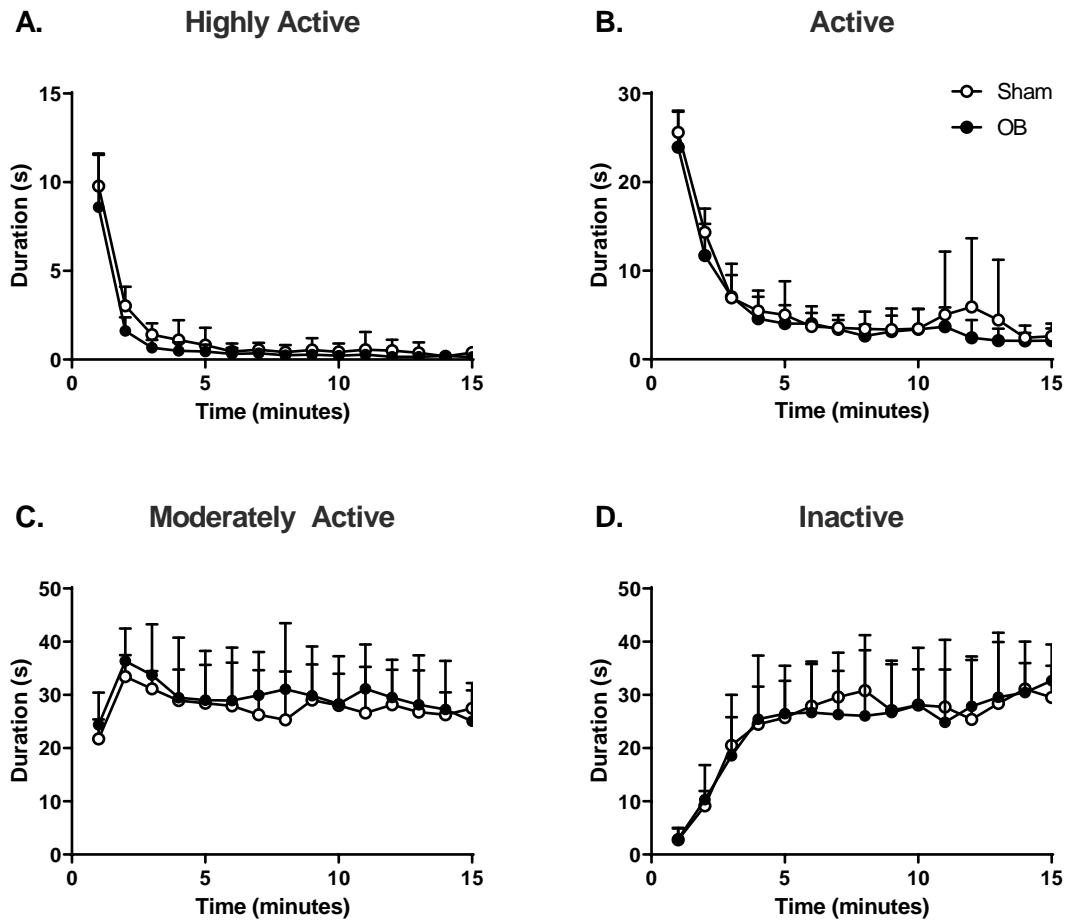 A. Highly Active
B. Active
15
10
5
0
Duration (s)
0 5 10 15
Time (minutes)
30
20
10
0
Duration (s)
0 5 10 15
Time (minutes)
Sham
OB
C. Moderately Active
D. Inactive
50
40
30
20
10
0
Duration (s)
0 5 10 15
Time (minutes)
50
40
30
20
10
0
Duration (s)
0 5 10 15
Time (minutes)